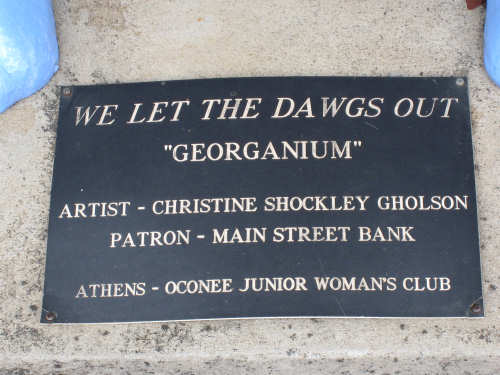 WE LET THE DAWGS OUT
"GEORGANIUM"
ARTIST - CHRISTINE SHOCKLEY GHOLSON
PATRON - MAIN STREET BANK
ATHENS - OCONEE JUNIOR WOMAN'S CLUB